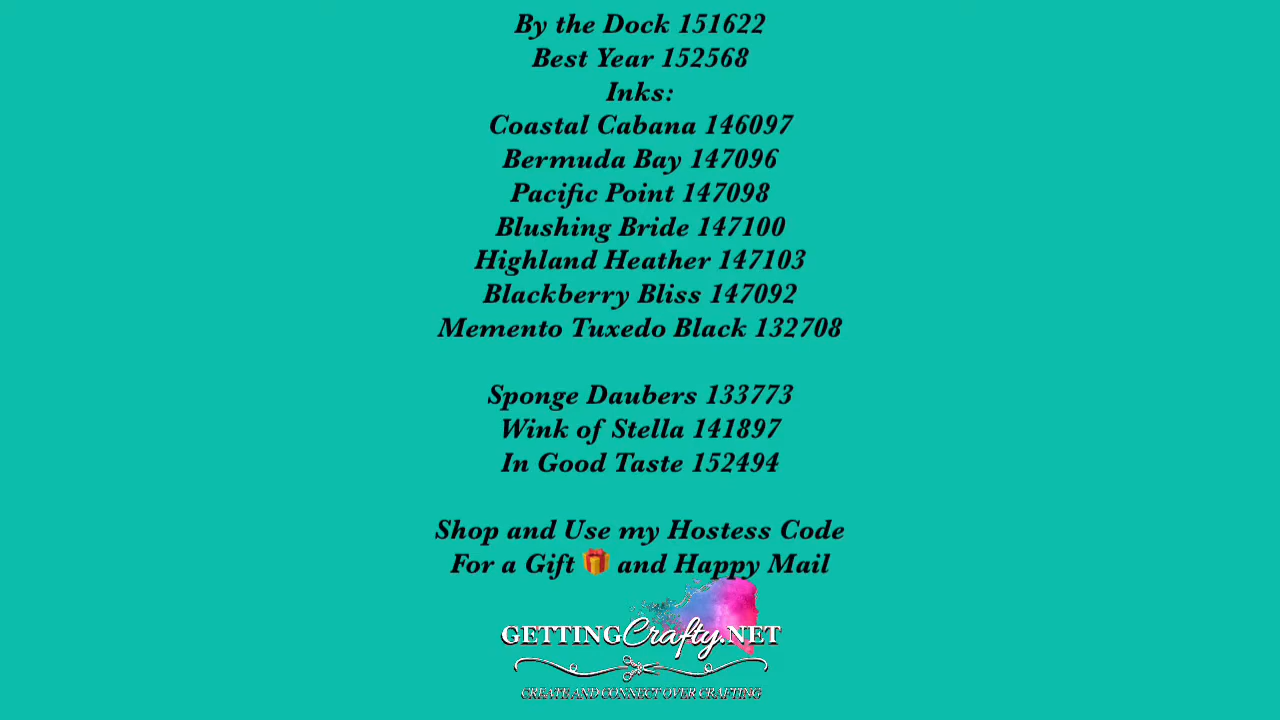 By the Dock 151622
Best Year 152568
Inks:
Coastal Cabana 146097
Bermuda Bay 147096
Pacific Point 147098
Blushing Bride 147100
Highland Heather 147103
Blackberry Bliss 147092
Memento Tuxedo Black 132708
Sponge Daubers 133773
Wink of Stella 141897
In Good Taste 152494
Shop and Use my Hostess Code
For a Gift 🎁 and Happy Mail
GETTINGCrafty.NET
CREATE AND CONNECT OVER CRAFTING